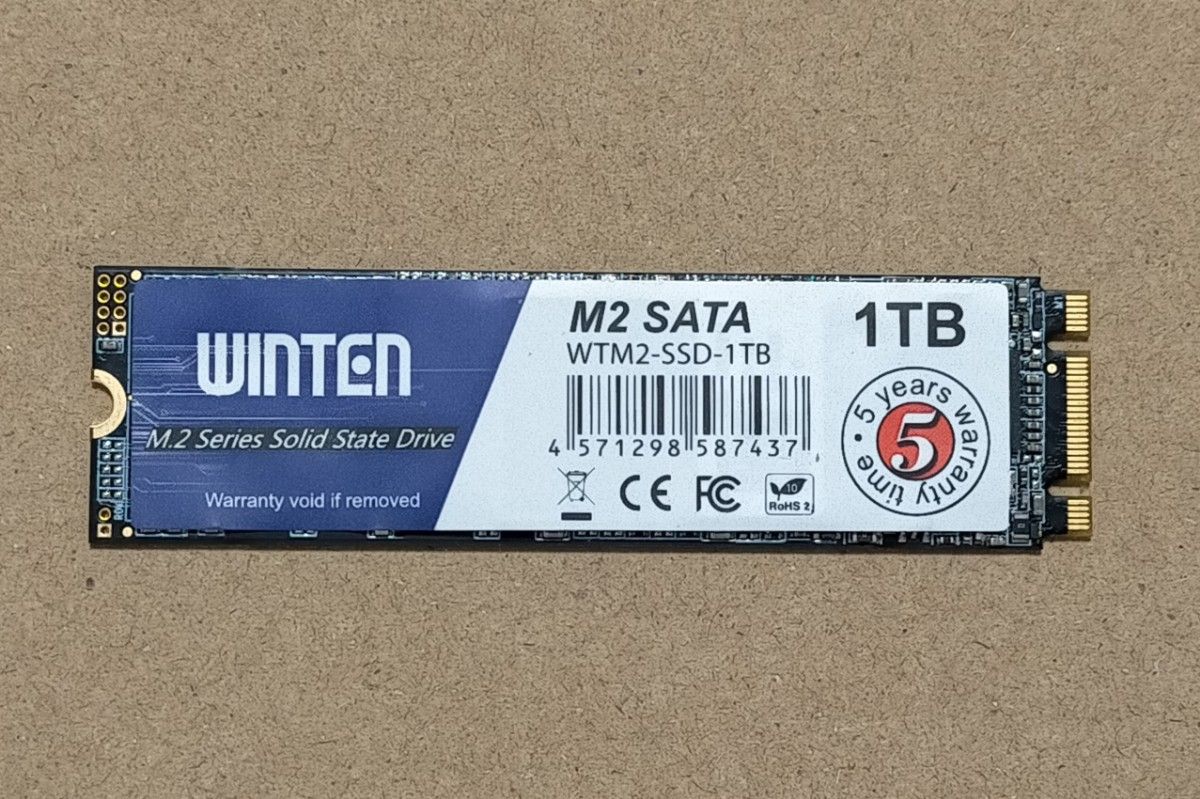 WINTEN
M.2 Series Solid State Drive
Warranty void if removed
M2 SATA
WTM2-SSD-1TB
4 571298 587437
CE FC
10
RoHS 2
1TB
5 years warranty time
5